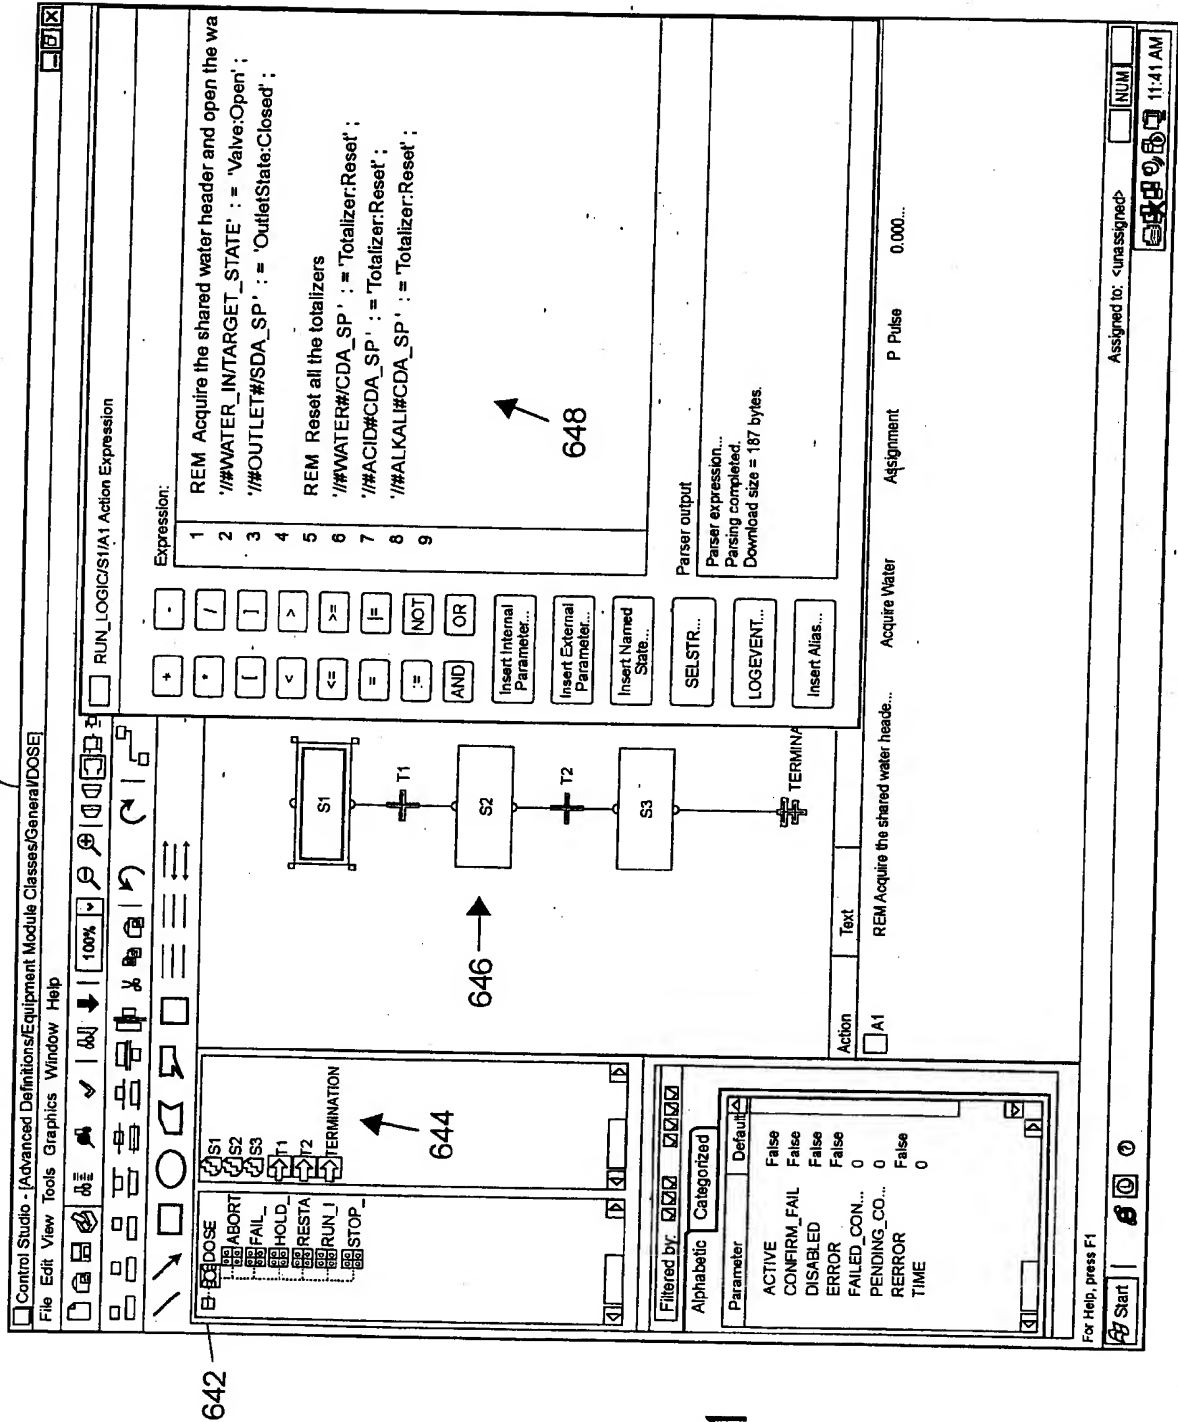 Control Studio - [Advanced Definitions/Equipment Module Classes/General/DOSE]
File Edit View Tools Graphics Window Help
100%
642
DOSE
ABORT
FAIL_
HOLD_
RESTA
RUN_I
STOP_
S1
S2
S3
T1
T2
TERMINATION
644
646
S1
T1
S2
T2
S3
TERMINA
RUN_LOGIC/S1/A1 Action Expression
+ -
* /
( )
< >
<= >=
= !=
:= NOT
AND OR
Insert Internal
Parameter...
Insert External
Parameter...
Insert Named
State...
SELSTR...
LOGEVENT...
Insert Alias...
Expression:
1 REM Acquire the shared water header and open the wa
2 '//#WATER_IN/TARGET_STATE' : = 'Valve:Open' ;
3 '//#OUTLET#/SDA_SP' : = 'OutletState:Closed' ;
4
5 REM Reset all the totalizers
6 '//#WATER#/CDA_SP' : = 'Totalizer:Reset' ;
7 '//#ACID#CDA_SP' : = 'Totalizer:Reset' ;
8 '//#ALKALI#CDA_SP' : = 'Totalizer:Reset' ;
9
648
Parser output
Parser expression...
Parsing completed.
Download size = 187 bytes.
Filtered by:
Alphabetic Categorized
Parameter Default
ACTIVE False
CONFIRM_FAIL False
DISABLED False
ERROR False
FAILED_CON... 0
PENDING_CO... 0
RERROR False
TIME 0
Action Text
A1 REM Acquire the shared water heade... Acquire Water Assignment P Pulse 0.000...
For Help, press F1
Assigned to: <unassigned>
NUM
Start
11:41 AM